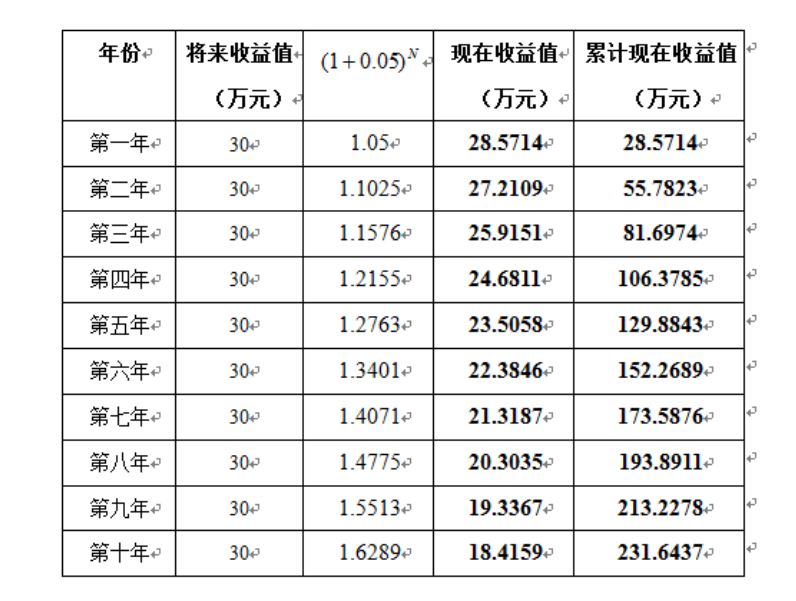 年份 将来收益值（万元） (1+0.05)^N 现在收益值（万元） 累计现在收益值（万元）
第一年 30 1.05 28.5714 28.5714
第二年 30 1.1025 27.2109 55.7823
第三年 30 1.1576 25.9151 81.6974
第四年 30 1.2155 24.6811 106.3785
第五年 30 1.2763 23.5058 129.8843
第六年 30 1.3401 22.3846 152.2689
第七年 30 1.4071 21.3187 173.5876
第八年 30 1.4775 20.3035 193.8911
第九年 30 1.5513 19.3367 213.2278
第十年 30 1.6289 18.4159 231.6437